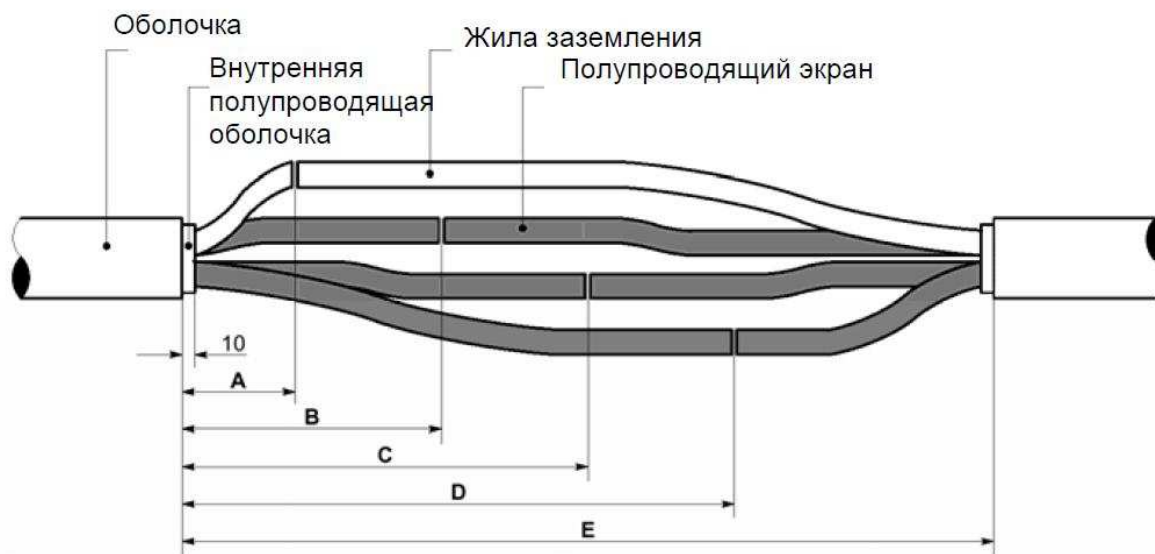 Оболочка
Жила заземления
Внутренняя
полупроводящая
оболочка
Полупроводящий экран
10
A
B
C
D
E